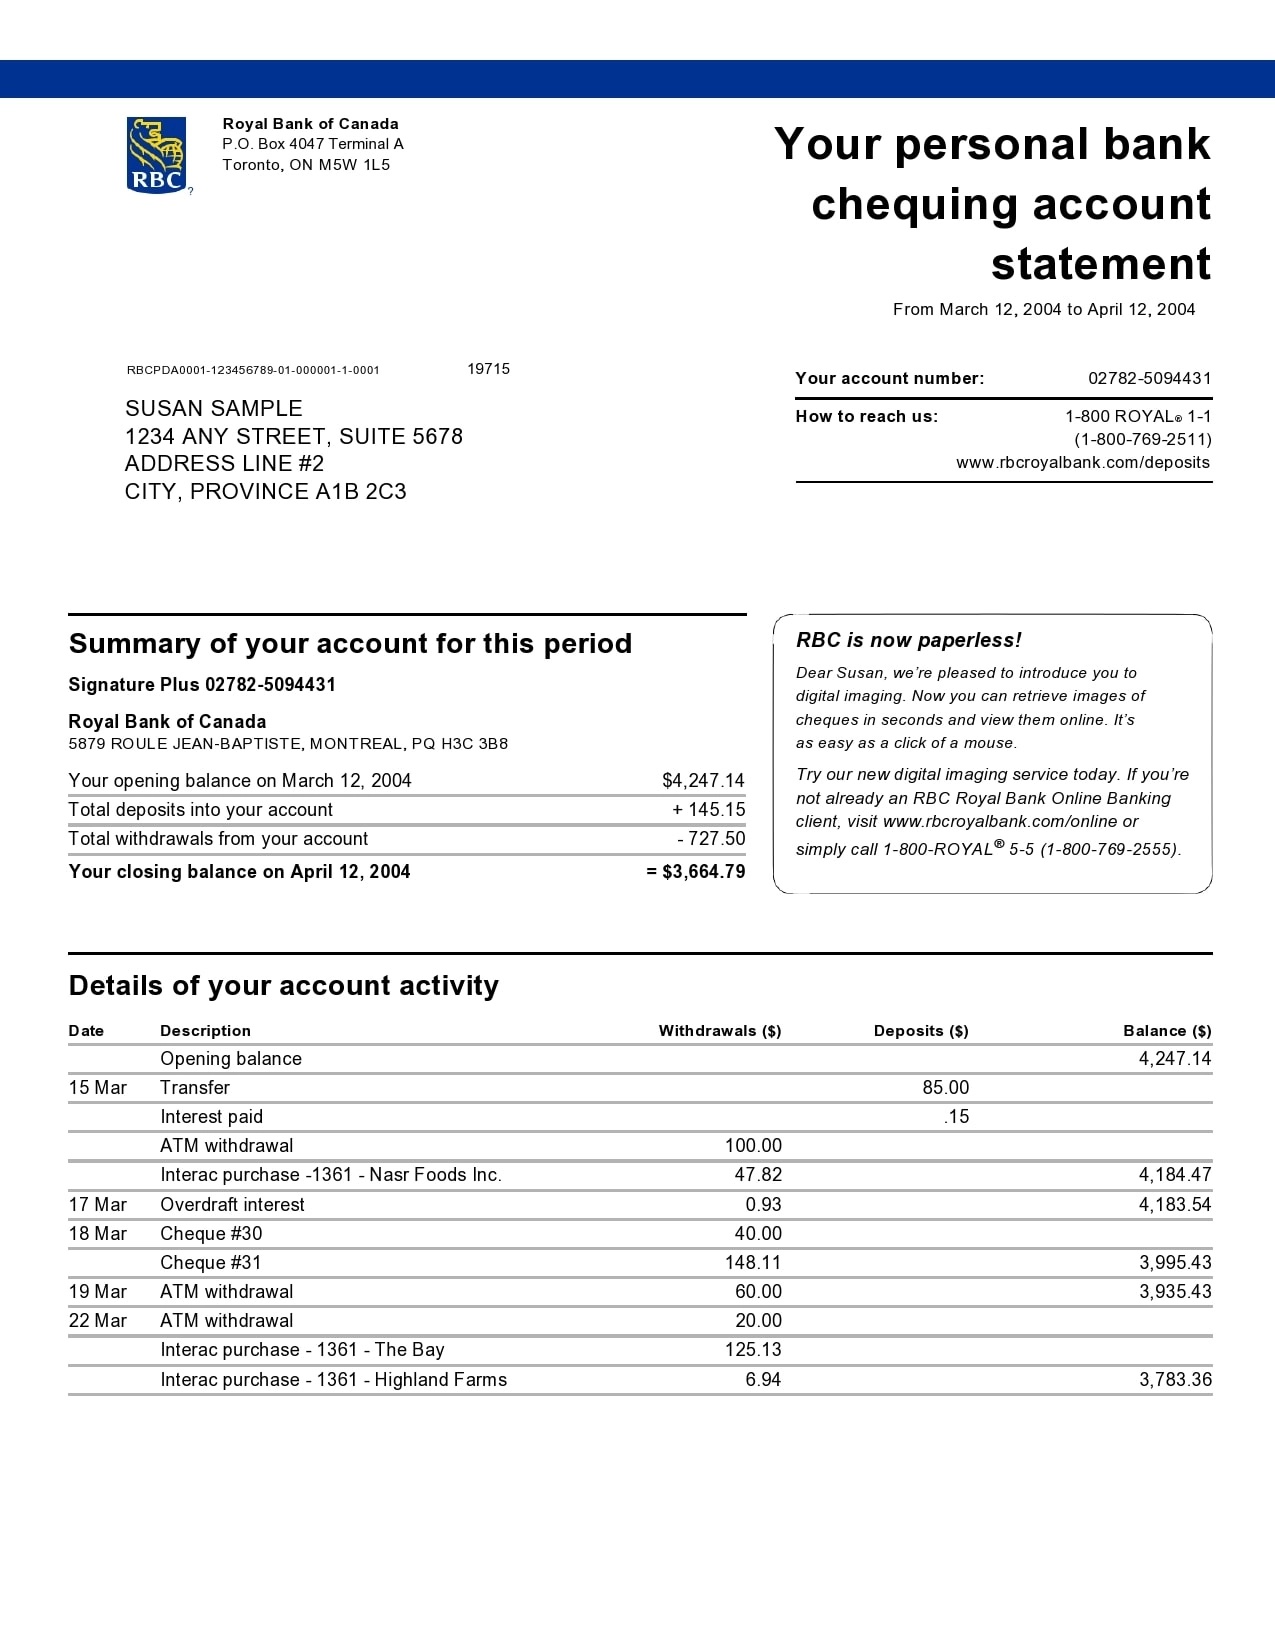 RBC
?
Royal Bank of Canada
P.O. Box 4047 Terminal A
Toronto, ON M5W 1L5
Your personal bank
chequing account
statement
From March 12, 2004 to April 12, 2004
RBCPDA0001-123456789-01-000001-1-0001 19715
SUSAN SAMPLE
1234 ANY STREET, SUITE 5678
ADDRESS LINE #2
CITY, PROVINCE A1B 2C3
Your account number: 02782-5094431
How to reach us: 1-800 ROYAL® 1-1
(1-800-769-2511)
www.rbcroyalbank.com/deposits
Summary of your account for this period
Signature Plus 02782-5094431
Royal Bank of Canada
5879 ROULE JEAN-BAPTISTE, MONTREAL, PQ H3C 3B8
Your opening balance on March 12, 2004 $4,247.14
Total deposits into your account + 145.15
Total withdrawals from your account - 727.50
Your closing balance on April 12, 2004 = $3,664.79
RBC is now paperless!
Dear Susan, we’re pleased to introduce you to
digital imaging. Now you can retrieve images of
cheques in seconds and view them online. It’s
as easy as a click of a mouse.
Try our new digital imaging service today. If you’re
not already an RBC Royal Bank Online Banking
client, visit www.rbcroyalbank.com/online or
simply call 1-800-ROYAL® 5-5 (1-800-769-2555).
Details of your account activity
Date Description Withdrawals ($) Deposits ($) Balance ($)
Opening balance 4,247.14
15 Mar Transfer 85.00
Interest paid .15
ATM withdrawal 100.00
Interac purchase -1361 - Nasr Foods Inc. 47.82 4,184.47
17 Mar Overdraft interest 0.93 4,183.54
18 Mar Cheque #30 40.00
Cheque #31 148.11 3,995.43
19 Mar ATM withdrawal 60.00 3,935.43
22 Mar ATM withdrawal 20.00
Interac purchase - 1361 - The Bay 125.13
Interac purchase - 1361 - Highland Farms 6.94 3,783.36